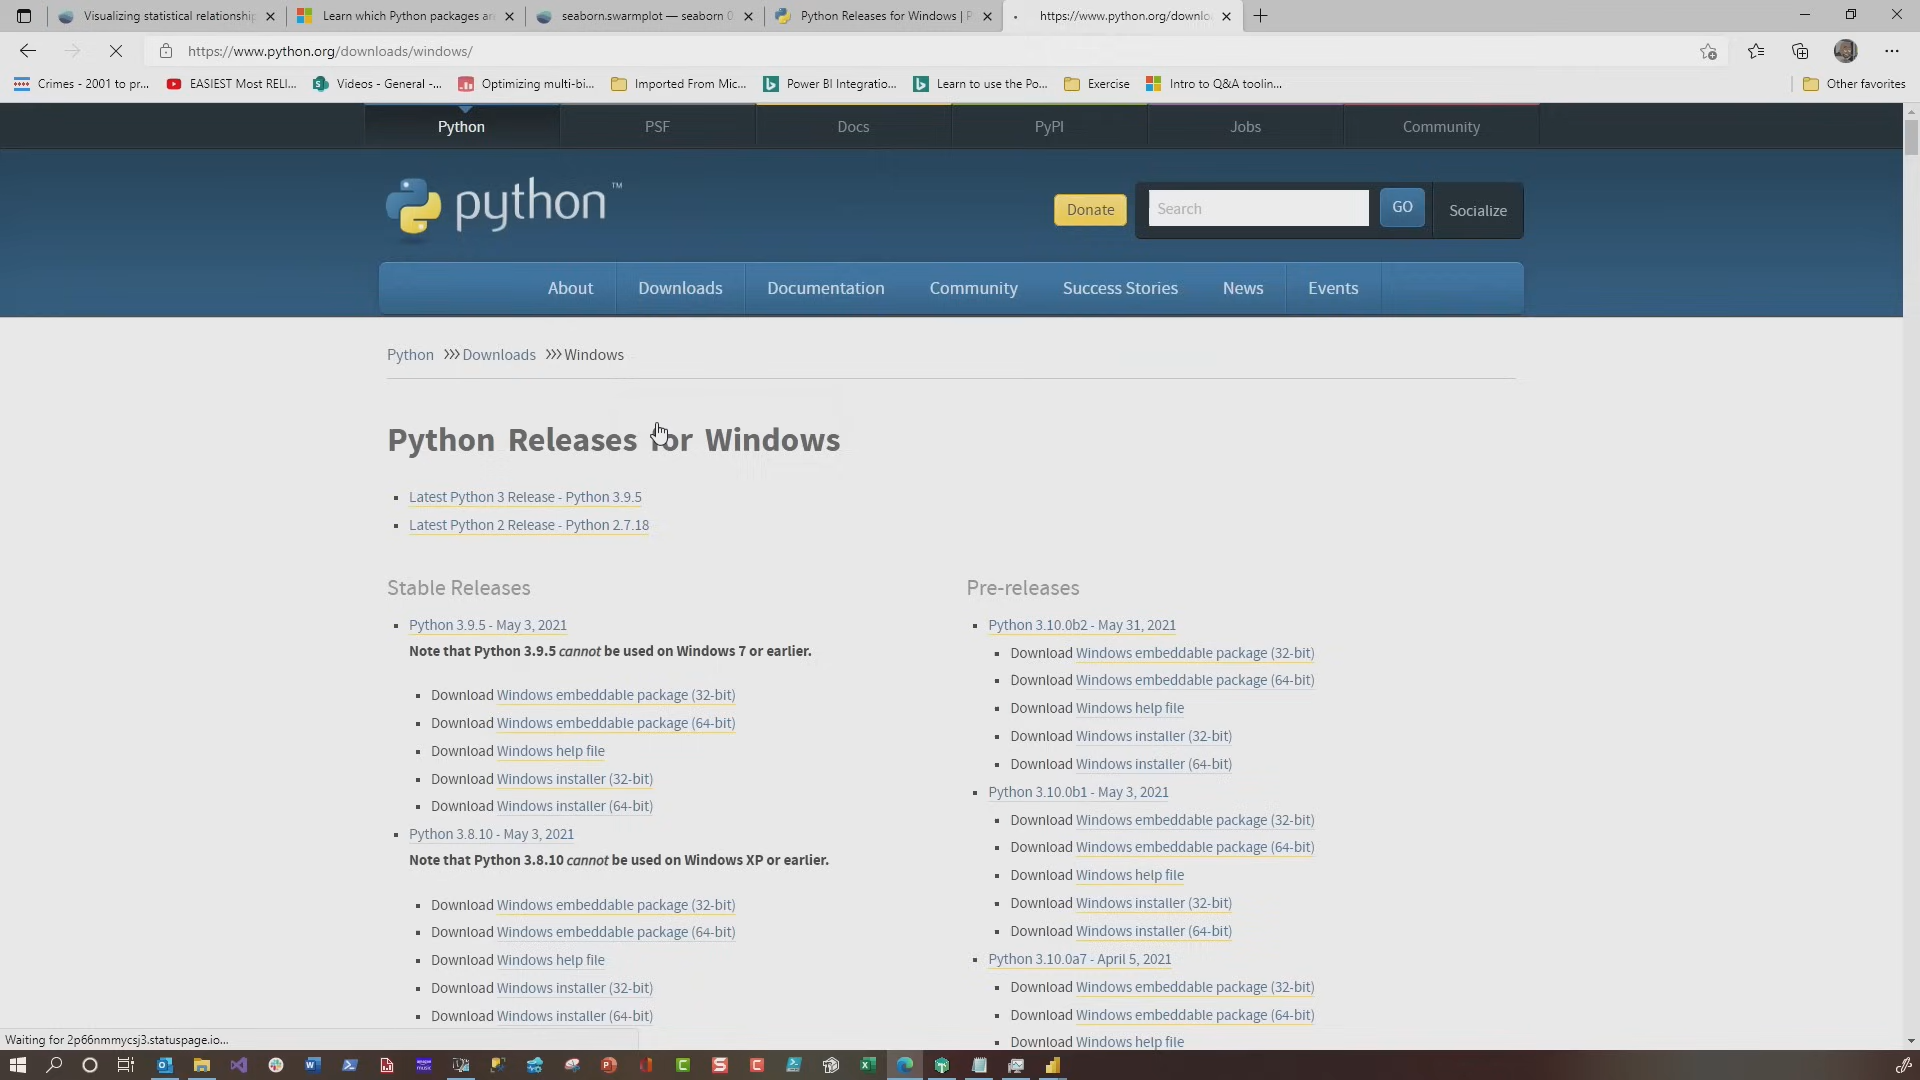 Visualizing statistical relationship
Learn which Python packages ar
seaborn.swarmplot — seaborn 0
Python Releases for Windows | P
https://www.python.org/downlo
https://www.python.org/downloads/windows/
Crimes - 2001 to pr...
EASIEST Most RELI...
Videos - General -...
Optimizing multi-bi...
Imported From Mic...
Power BI Integratio...
Learn to use the Po...
Exercise
Intro to Q&A toolin...
Other favorites
Python
PSF
Docs
PyPI
Jobs
Community
python™
Donate
Search
GO
Socialize
About
Downloads
Documentation
Community
Success Stories
News
Events
Python >>> Downloads >>> Windows
Python Releases for Windows
Latest Python 3 Release - Python 3.9.5
Latest Python 2 Release - Python 2.7.18
Stable Releases
Python 3.9.5 - May 3, 2021
Note that Python 3.9.5 cannot be used on Windows 7 or earlier.
Download Windows embeddable package (32-bit)
Download Windows embeddable package (64-bit)
Download Windows help file
Download Windows installer (32-bit)
Download Windows installer (64-bit)
Python 3.8.10 - May 3, 2021
Note that Python 3.8.10 cannot be used on Windows XP or earlier.
Download Windows embeddable package (32-bit)
Download Windows embeddable package (64-bit)
Download Windows help file
Download Windows installer (32-bit)
Download Windows installer (64-bit)
Pre-releases
Python 3.10.0b2 - May 31, 2021
Download Windows embeddable package (32-bit)
Download Windows embeddable package (64-bit)
Download Windows help file
Download Windows installer (32-bit)
Download Windows installer (64-bit)
Python 3.10.0b1 - May 3, 2021
Download Windows embeddable package (32-bit)
Download Windows embeddable package (64-bit)
Download Windows help file
Download Windows installer (32-bit)
Download Windows installer (64-bit)
Python 3.10.0a7 - April 5, 2021
Download Windows embeddable package (32-bit)
Download Windows embeddable package (64-bit)
Download Windows help file
Waiting for 2p66nmmycsj3.statuspage.io...